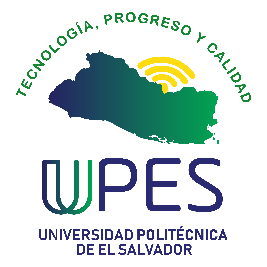 TECNOLOGÍA, PROGRESO Y CALIDAD
UPES
UNIVERSIDAD POLITÉCNICA
DE EL SALVADOR